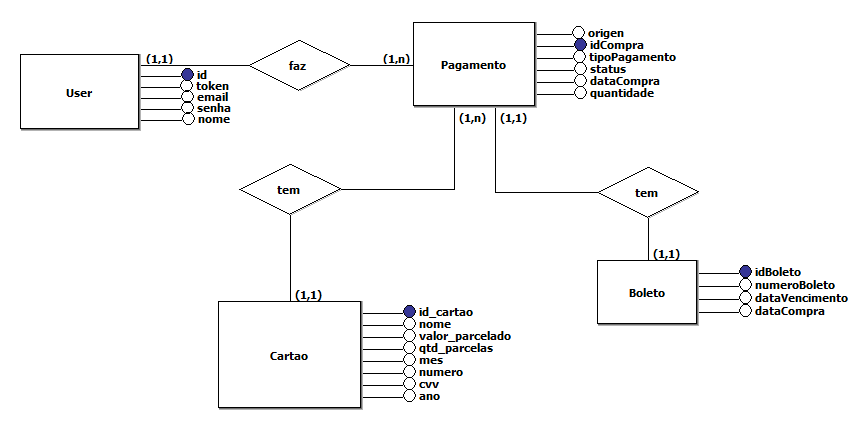 User
(1,1)
faz
(1,n)
Pagamento
id
token
email
senha
nome
origen
idCompra
tipoPagamento
status
dataCompra
quantidade
(1,n)
(1,1)
tem
tem
(1,1)
(1,1)
Cartao
id_cartao
nome
valor_parcelado
qtd_parcelas
mes
numero
cvv
ano
Boleto
idBoleto
numeroBoleto
dataVencimento
dataCompra